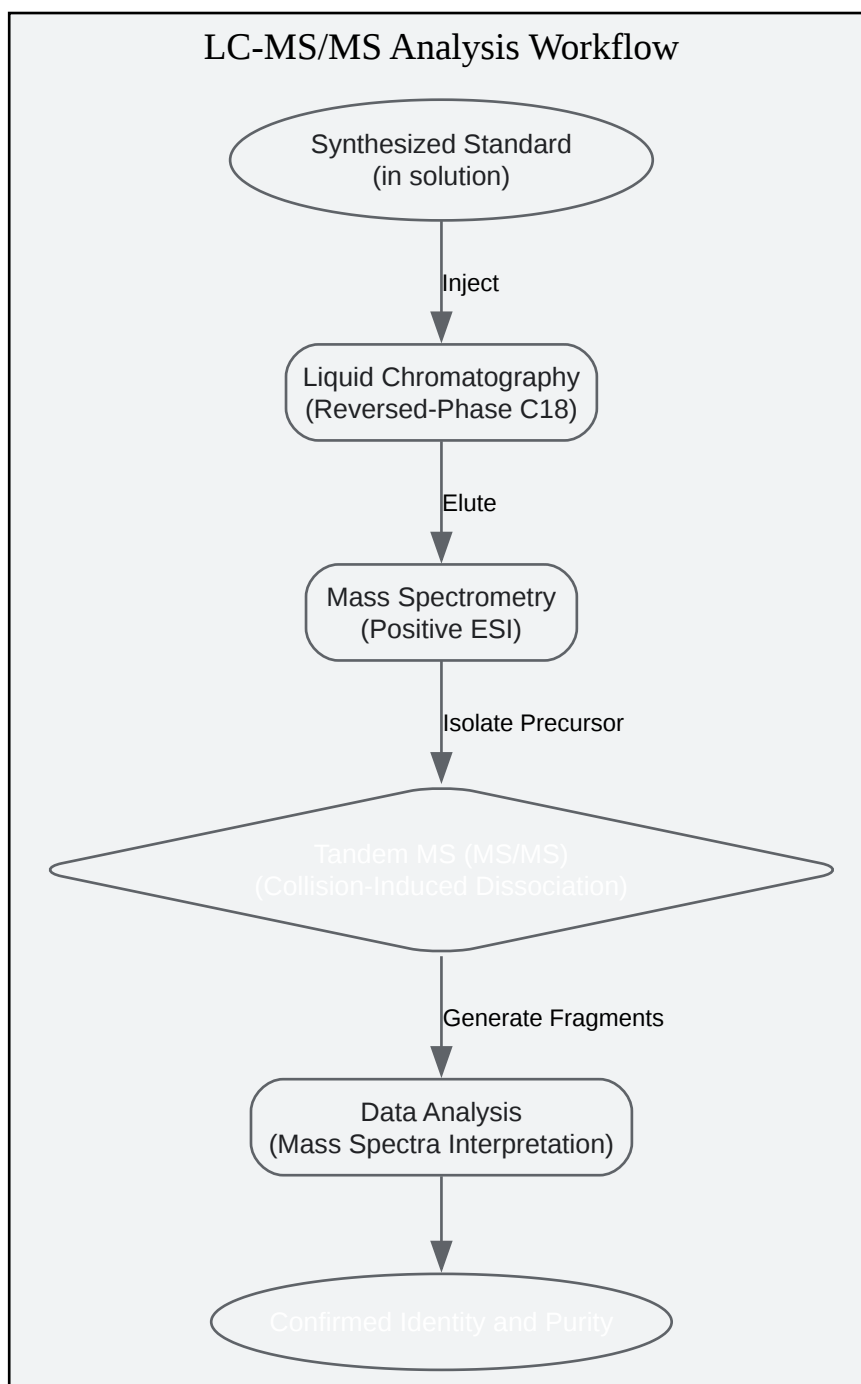 LC-MS/MS Analysis Workflow
Synthesized Standard
(in solution)
Inject
Liquid Chromatography
(Reversed-Phase C18)
Elute
Mass Spectrometry
(Positive ESI)
Isolate Precursor
Tandem MS (MS/MS)
(Collision-Induced Dissociation)
Generate Fragments
Data Analysis
(Mass Spectra Interpretation)
Confirmed Identity and Purity